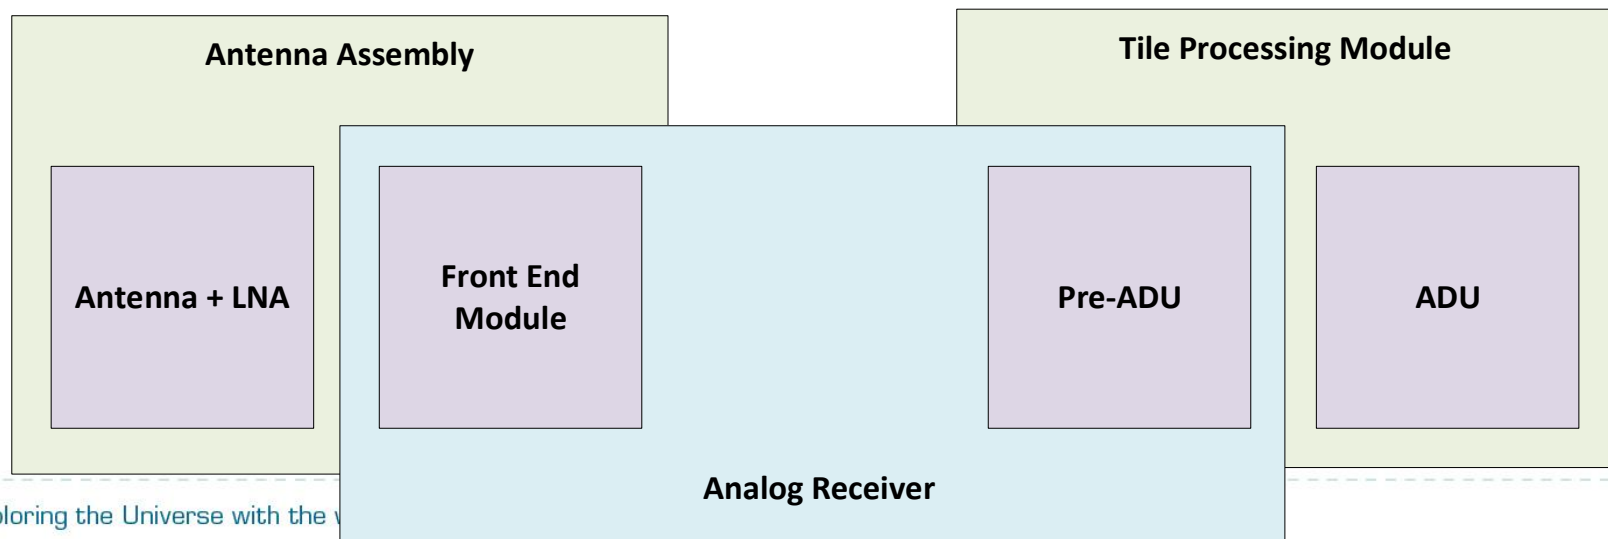 Antenna Assembly
Tile Processing Module
Antenna + LNA
Front End
Module
Pre-ADU
ADU
Analog Receiver
the Universe with the